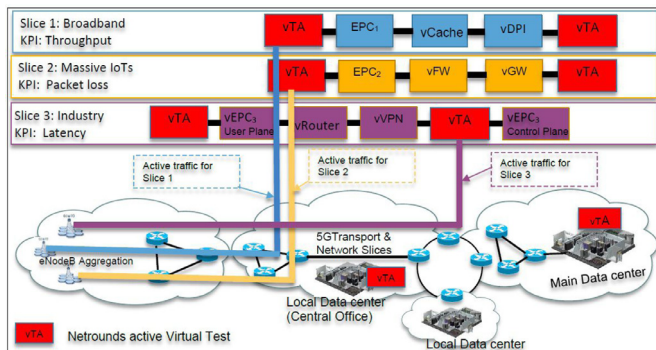 Slice 1: Broadband
KPI: Throughput
vTA
EPC1
vCache
vDPI
vTA
Slice 2: Massive IoTs
KPI: Packet loss
vTA
EPC2
vFW
vGW
vTA
Slice 3: Industry
KPI: Latency
vTA
vEPC3
User Plane
vRouter
vVPN
vTA
vEPC3
Control Plane
Active traffic for
Slice 1
Active traffic for
Slice 2
Active traffic for
Slice 3
eNodeB Aggregation
5GTransport &
Network Slices
vTA
Local Data center
(Central Office)
vTA
Main Data center
Local Data center
vTA
Netrounds active Virtual Test